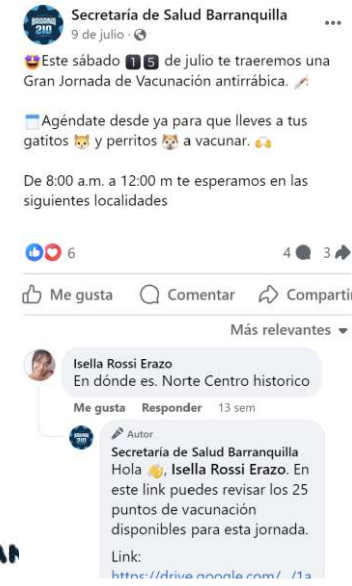 Secretaría de Salud Barranquilla
9 de julio ·
🤩Este sábado 1️⃣5️⃣ de julio te traeremos una
Gran Jornada de Vacunación antirrábica. 💉
🗓️Agéndate desde ya para que lleves a tus
gatitos 🐱 y perritos 🐶 a vacunar. 🙌
De 8:00 a.m. a 12:00 m te esperamos en las
siguientes localidades
6 4 3
Me gusta Comentar Compartir
Más relevantes
Isella Rossi Erazo
En dónde es. Norte Centro historico
Me gusta Responder 13 sem
Autor
Secretaría de Salud Barranquilla
Hola 👋, Isella Rossi Erazo. En
este link puedes revisar los 25
puntos de vacunación
disponibles para esta jornada.
Link:
https://drive.google.com/.../1a